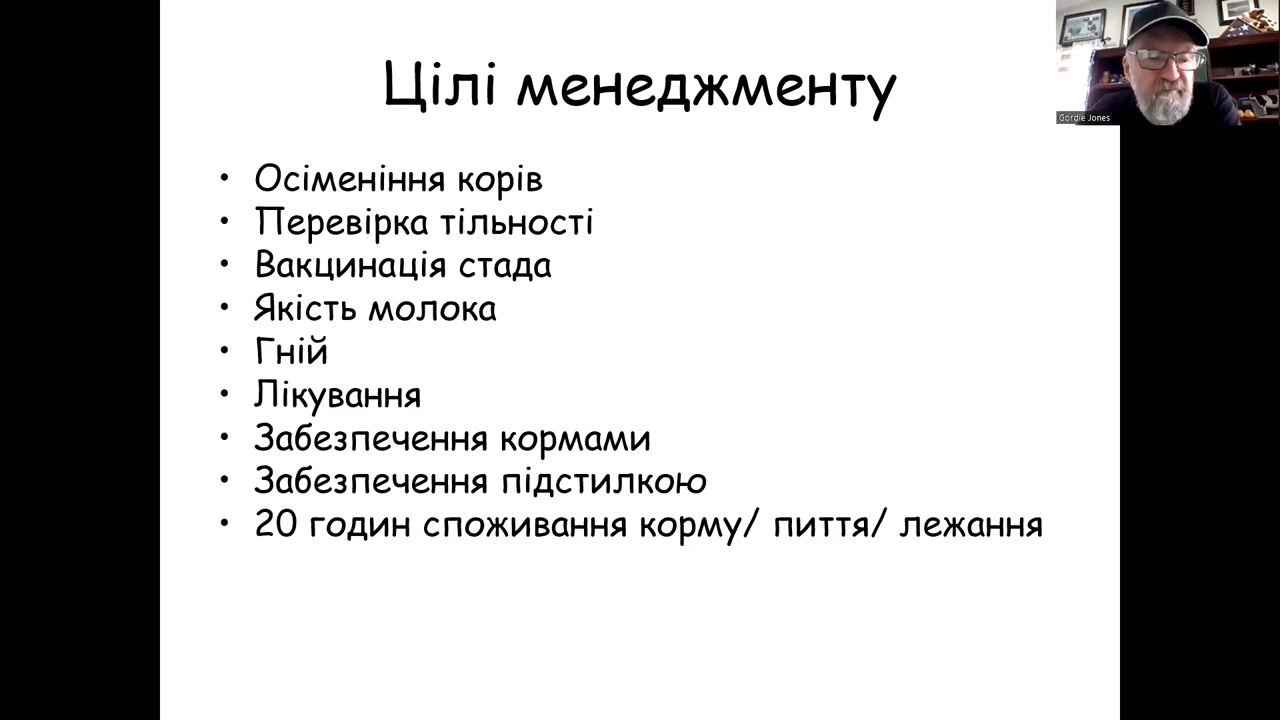 Цілі менеджменту
Gordie Jones
• Осіменіння корів
• Перевірка тільності
• Вакцинація стада
• Якість молока
• Гній
• Лікування
• Забезпечення кормами
• Забезпечення підстилкою
• 20 годин споживання корму/ пиття/ лежання